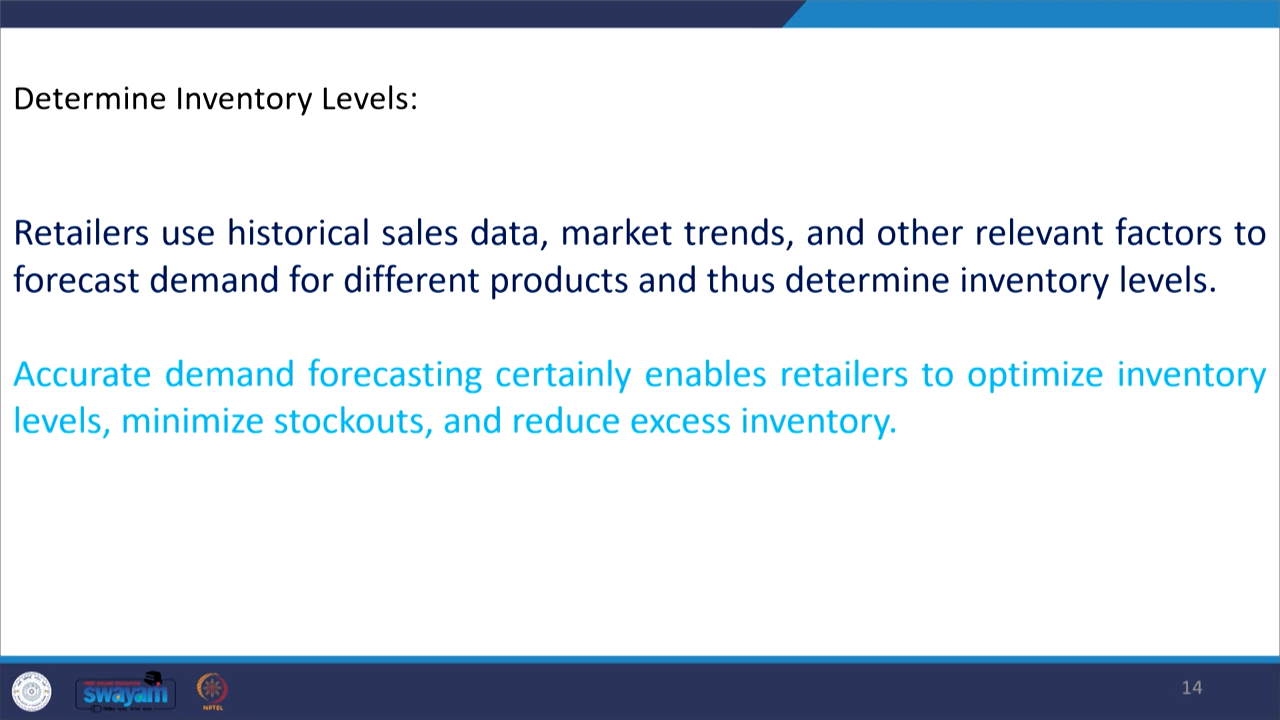 Determine Inventory Levels:
Retailers use historical sales data, market trends, and other relevant factors to
forecast demand for different products and thus determine inventory levels.
Accurate demand forecasting certainly enables retailers to optimize inventory
levels, minimize stockouts, and reduce excess inventory.
swayam
NPTEL
14